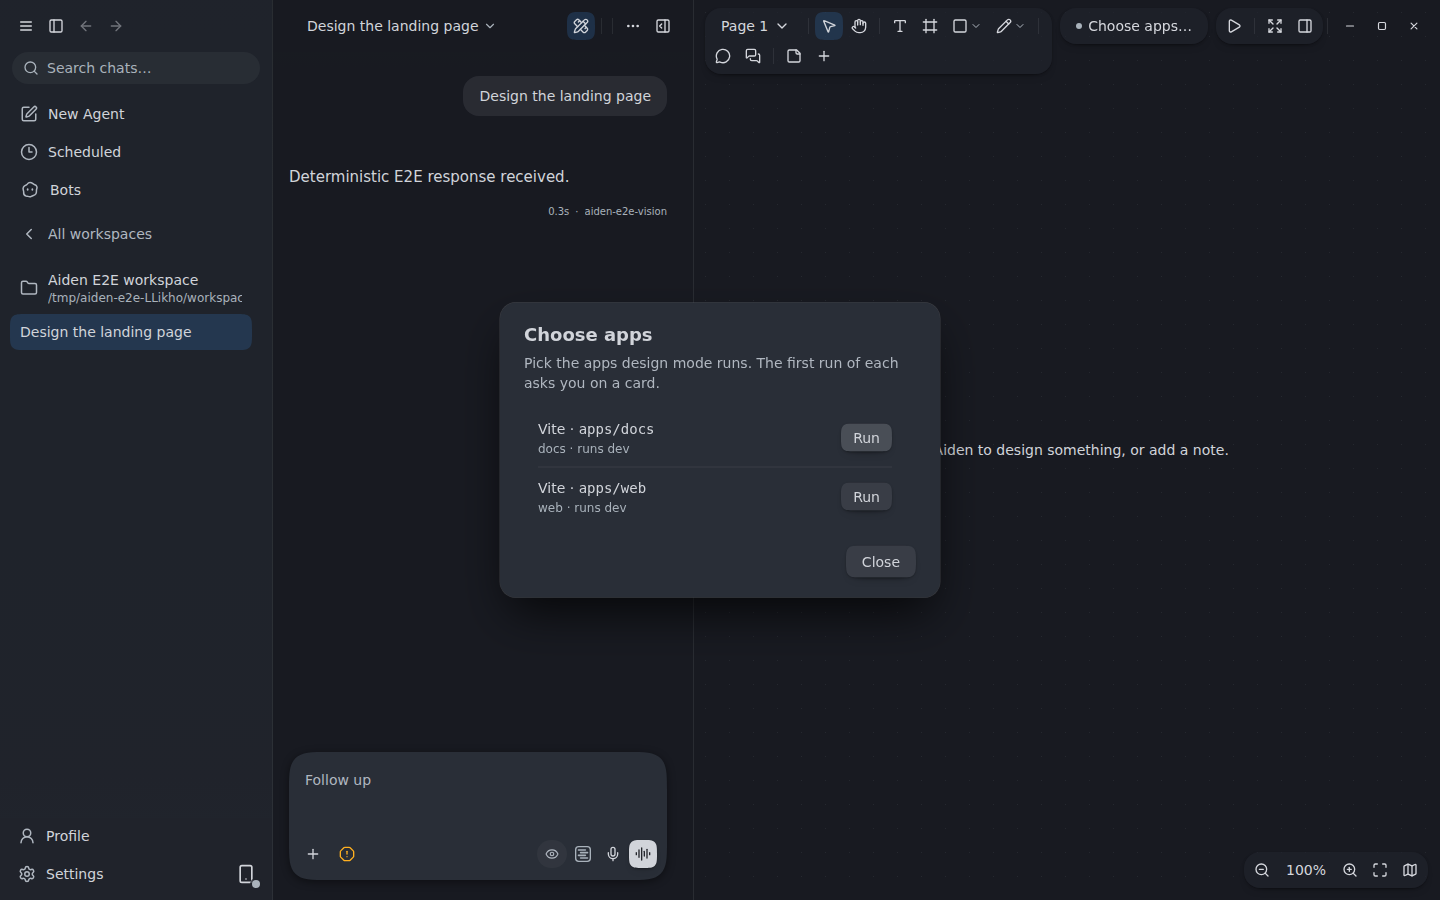 Design the landing page
Page 1
Choose apps...
Search chats...
New Agent
Scheduled
Bots
All workspaces
Aiden E2E workspace
/tmp/aiden-e2e-LLikho/workspac
Design the landing page
Profile
Settings
Design the landing page
Deterministic E2E response received.
0.3s · aiden-e2e-vision
Choose apps
Pick the apps design mode runs. The first run of each
asks you on a card.
Vite · apps/docs
docs · runs dev
Run
Vite · apps/web
web · runs dev
Run
Close
Aiden to design something, or add a note.
Follow up
100%